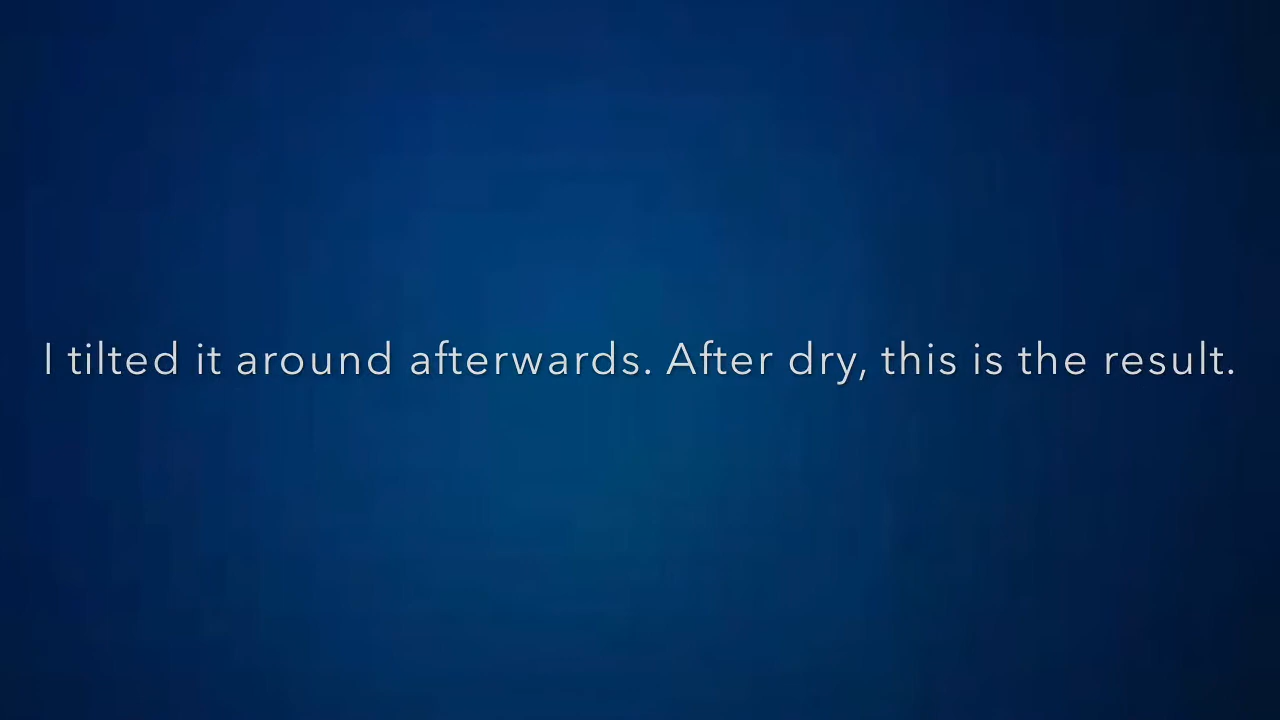 I tilted it around afterwards. After dry, this is the result.